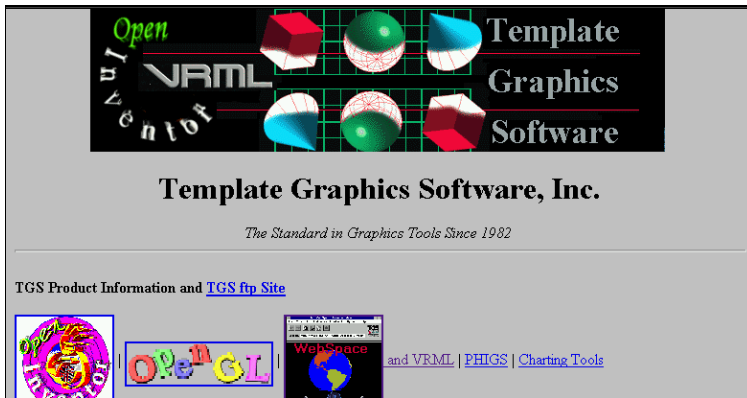 Open
Inventor
VRML
Template
Graphics
Software
Template Graphics Software, Inc.
The Standard in Graphics Tools Since 1982
TGS Product Information and TGS ftp Site
Open Inventor | OpenGL | WebSpace and VRML | PHIGS | Charting Tools